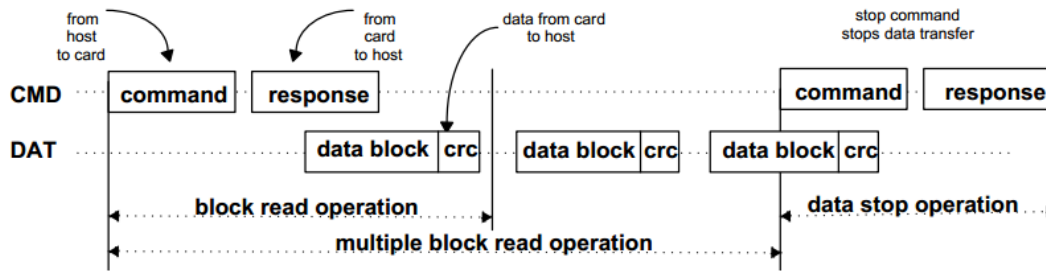 from
host
to card
from
card
to host
data from card
to host
stop command
stops data transfer
CMD
command
response
command
response
DAT
data block
crc
data block
crc
data block
crc
block read operation
data stop operation
multiple block read operation